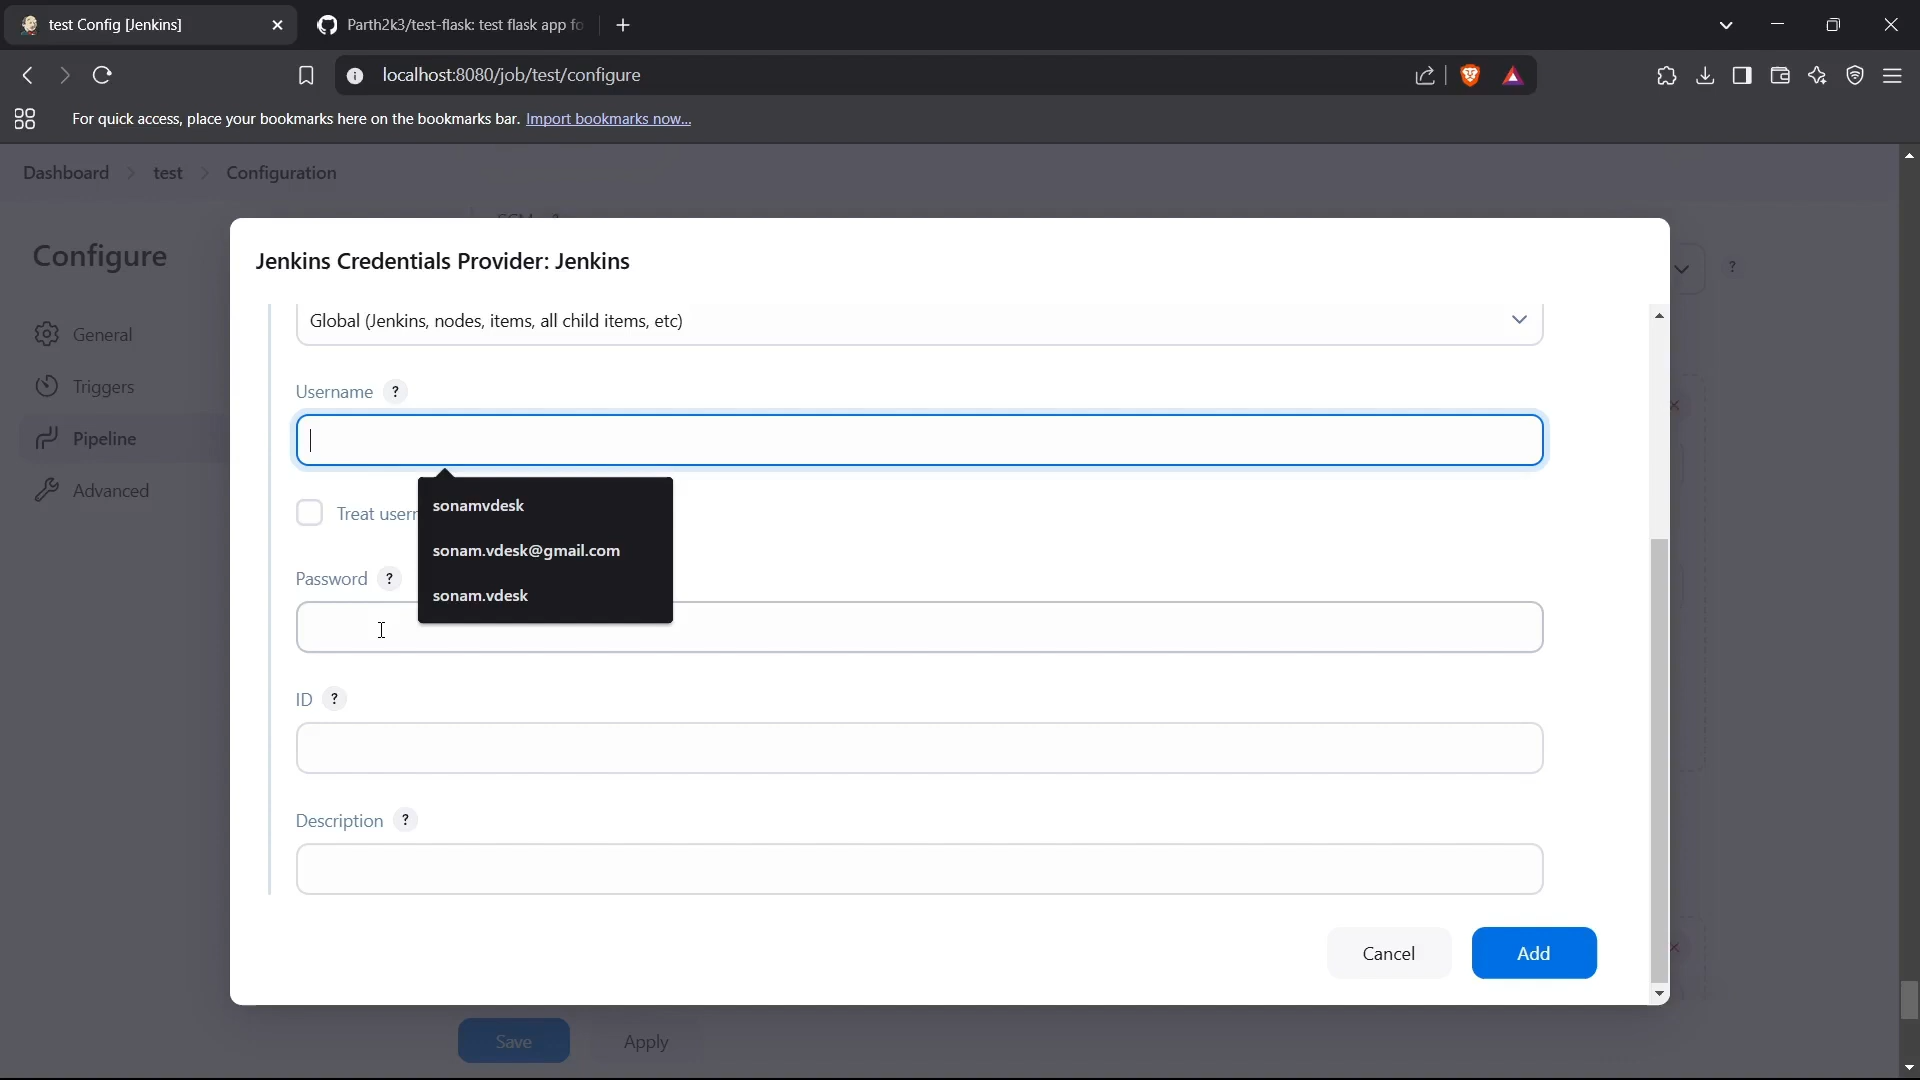 test Config [Jenkins]
Parth2k3/test-flask: test flask app fo
localhost:8080/job/test/configure
For quick access, place your bookmarks here on the bookmarks bar. Import bookmarks now...
Dashboard > test > Configuration
Configure
General
Triggers
Pipeline
Advanced
Jenkins Credentials Provider: Jenkins
?
Global (Jenkins, nodes, items, all child items, etc)
Username ?
Treat usern
sonamvdesk
sonam.vdesk@gmail.com
sonam.vdesk
Password ?
ID ?
Description ?
Cancel
Add
Save
Apply